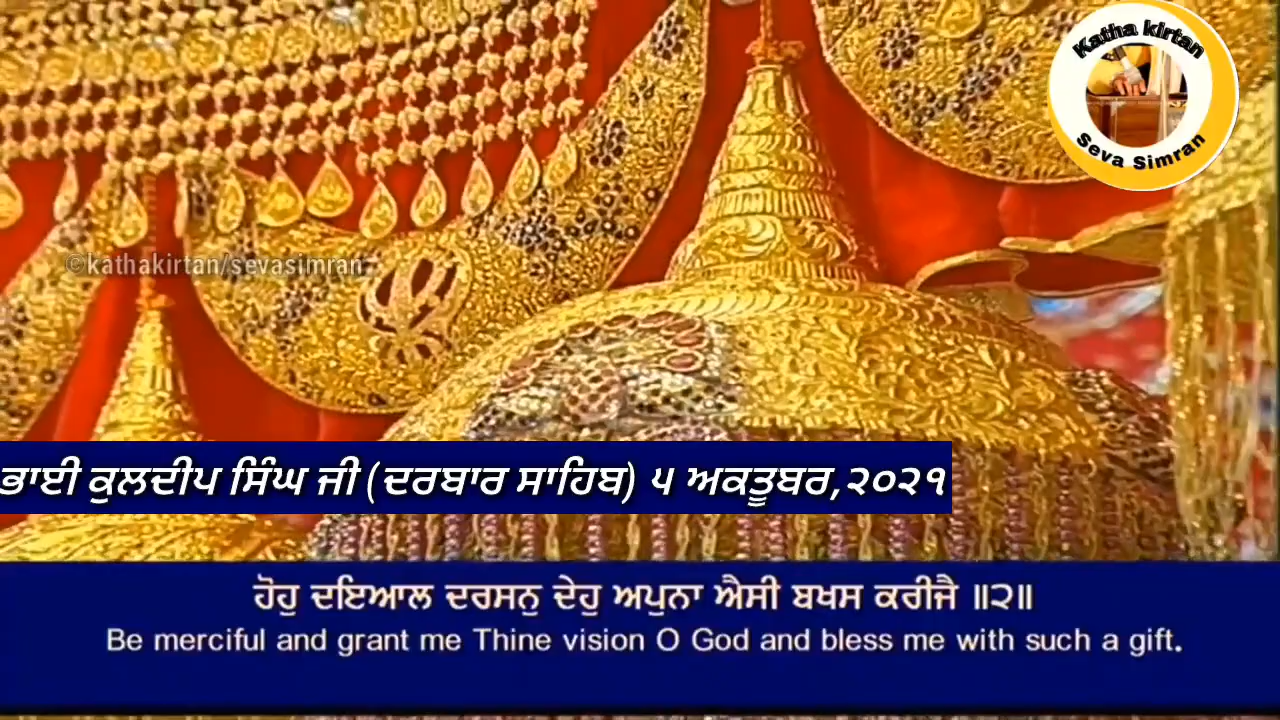 Katha kirtan
Seva Simran
©kathakirtan/sevasimran
ਭਾਈ ਕੁਲਦੀਪ ਸਿੰਘ ਜੀ (ਦਰਬਾਰ ਸਾਹਿਬ) ੫ ਅਕਤੂਬਰ,੨੦੨੧
ਹੋਹੁ ਦਇਆਲ ਦਰਸਨੁ ਦੇਹੁ ਅਪੁਨਾ ਐਸੀ ਬਖਸ ਕਰੀਜੈ ॥੨॥
Be merciful and grant me Thine vision O God and bless me with such a gift.